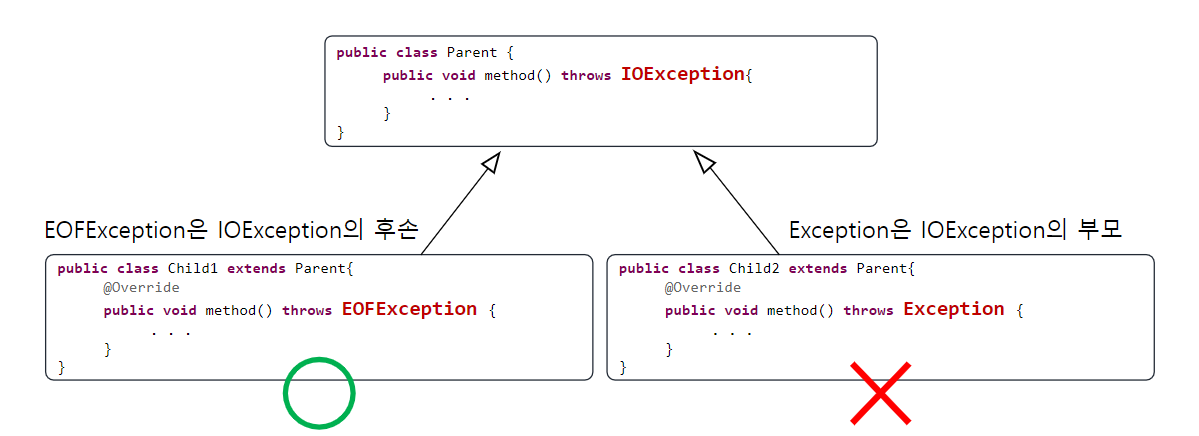 public class Parent {
public void method() throws IOException{
. . .
}
}
EOFException은 IOException의 후손
Exception은 IOException의 부모
public class Child1 extends Parent{
@Override
public void method() throws EOFException {
. . .
}
}
public class Child2 extends Parent{
@Override
public void method() throws Exception {
. . .
}
}